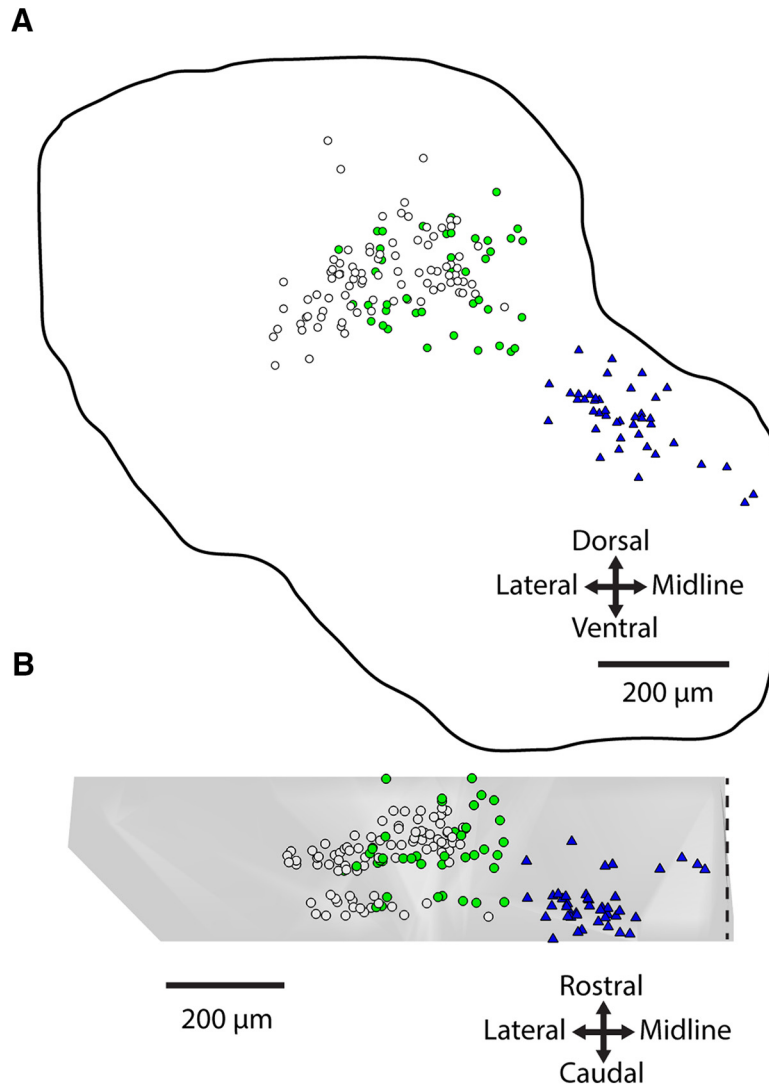 A
Dorsal
Lateral Midline
Ventral
200 µm
B
200 µm
Rostral
Lateral Midline
Caudal